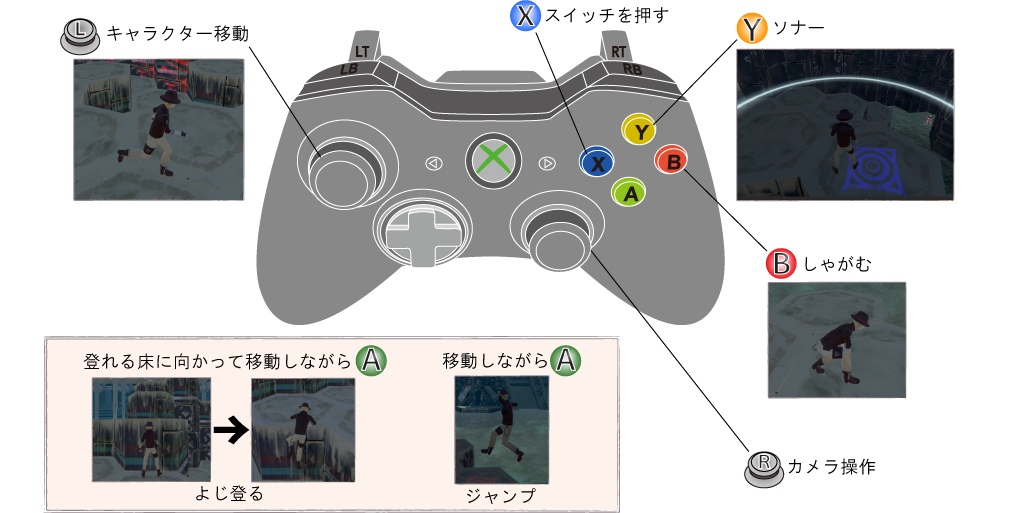 L キャラクター移動
X スイッチを押す
Y ソナー
LT
RT
LB
RB
Y
X
B
A
B しゃがむ
登れる床に向かって移動しながら A
移動しながら A
よじ登る
ジャンプ
R カメラ操作